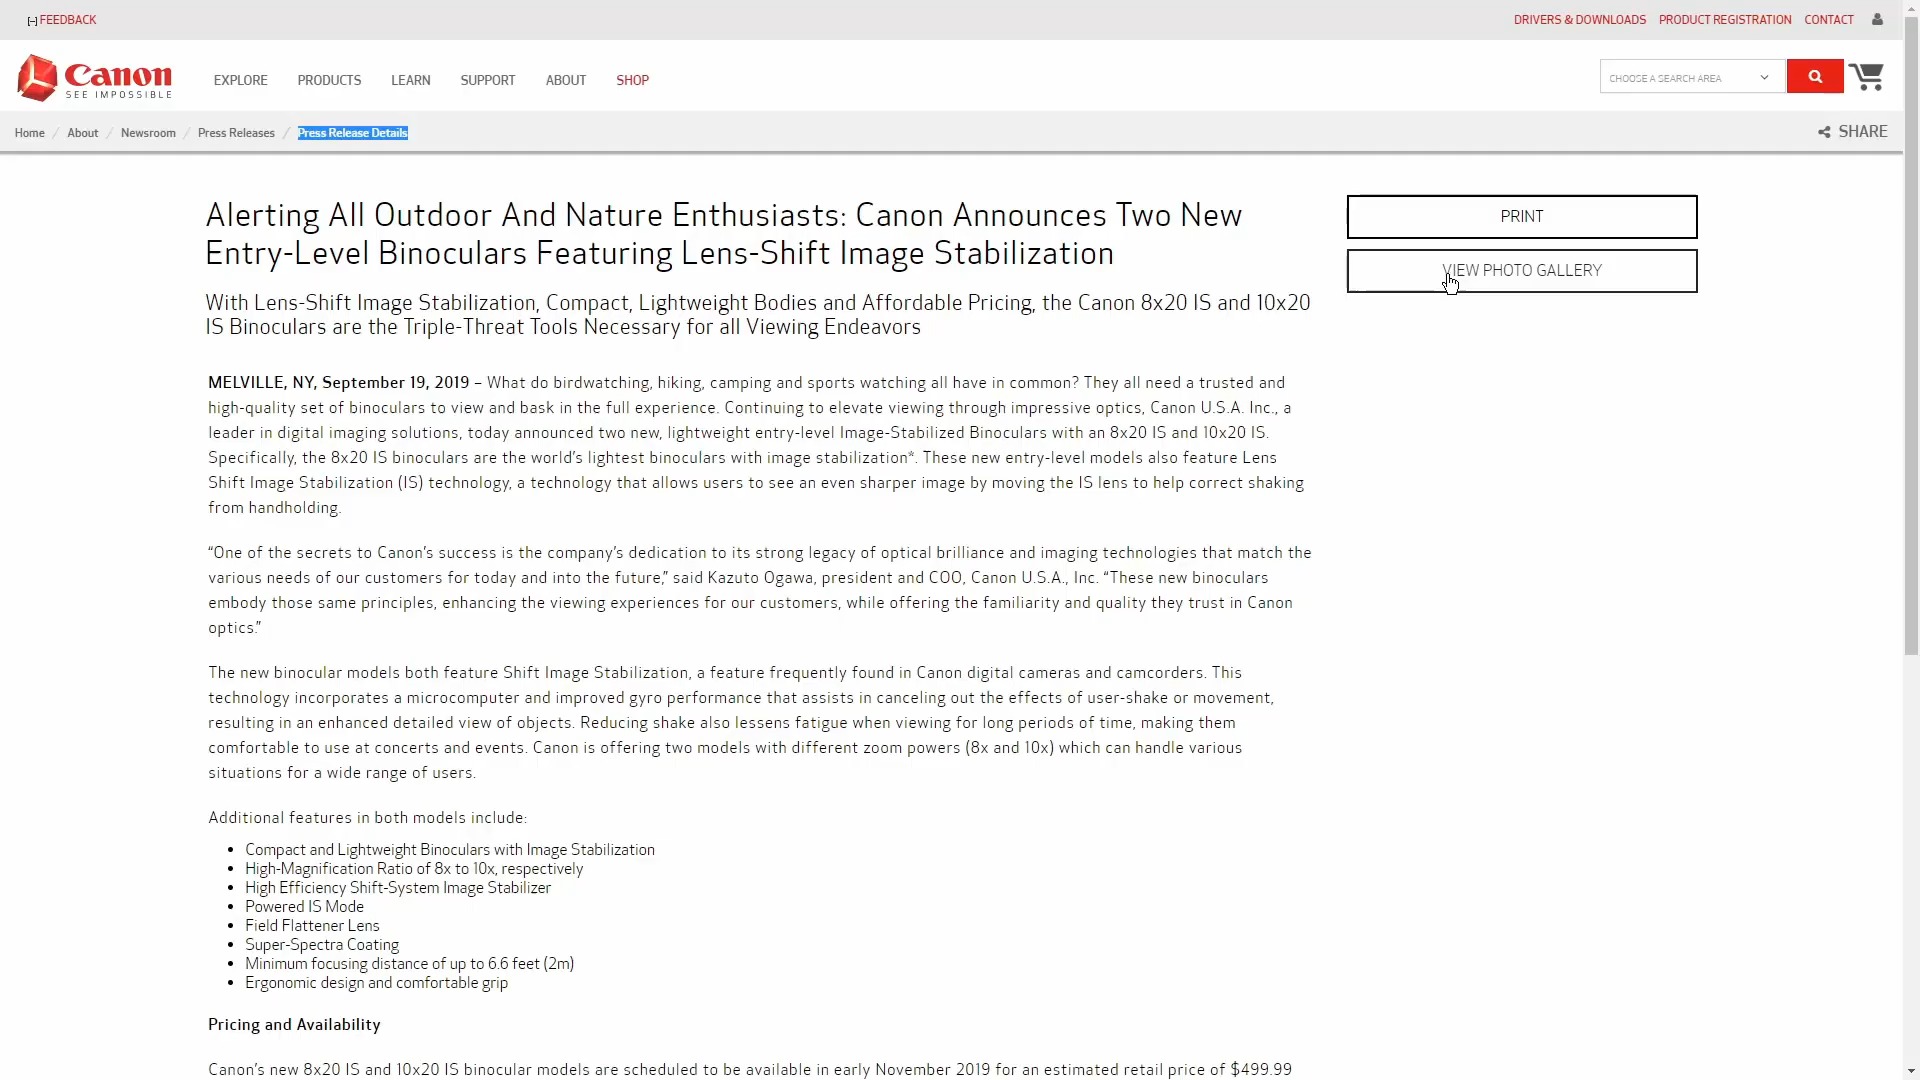 [-] FEEDBACK
DRIVERS & DOWNLOADS PRODUCT REGISTRATION CONTACT
Canon
SEE IMPOSSIBLE
EXPLORE PRODUCTS LEARN SUPPORT ABOUT SHOP
CHOOSE A SEARCH AREA
Home / About / Newsroom / Press Releases / Press Release Details
SHARE
Alerting All Outdoor And Nature Enthusiasts: Canon Announces Two New
Entry-Level Binoculars Featuring Lens-Shift Image Stabilization
With Lens-Shift Image Stabilization, Compact, Lightweight Bodies and Affordable Pricing, the Canon 8x20 IS and 10x20
IS Binoculars are the Triple-Threat Tools Necessary for all Viewing Endeavors
PRINT
VIEW PHOTO GALLERY
MELVILLE, NY, September 19, 2019 – What do birdwatching, hiking, camping and sports watching all have in common? They all need a trusted and
high-quality set of binoculars to view and bask in the full experience. Continuing to elevate viewing through impressive optics, Canon U.S.A. Inc., a
leader in digital imaging solutions, today announced two new, lightweight entry-level Image-Stabilized Binoculars with an 8x20 IS and 10x20 IS.
Specifically, the 8x20 IS binoculars are the world's lightest binoculars with image stabilization*. These new entry-level models also feature Lens
Shift Image Stabilization (IS) technology, a technology that allows users to see an even sharper image by moving the IS lens to help correct shaking
from handholding.
“One of the secrets to Canon's success is the company's dedication to its strong legacy of optical brilliance and imaging technologies that match the
various needs of our customers for today and into the future,” said Kazuto Ogawa, president and COO, Canon U.S.A., Inc. “These new binoculars
embody those same principles, enhancing the viewing experiences for our customers, while offering the familiarity and quality they trust in Canon
optics.”
The new binocular models both feature Shift Image Stabilization, a feature frequently found in Canon digital cameras and camcorders. This
technology incorporates a microcomputer and improved gyro performance that assists in canceling out the effects of user-shake or movement,
resulting in an enhanced detailed view of objects. Reducing shake also lessens fatigue when viewing for long periods of time, making them
comfortable to use at concerts and events. Canon is offering two models with different zoom powers (8x and 10x) which can handle various
situations for a wide range of users.
Additional features in both models include:
• Compact and Lightweight Binoculars with Image Stabilization
• High-Magnification Ratio of 8x to 10x, respectively
• High Efficiency Shift-System Image Stabilizer
• Powered IS Mode
• Field Flattener Lens
• Super-Spectra Coating
• Minimum focusing distance of up to 6.6 feet (2m)
• Ergonomic design and comfortable grip
Pricing and Availability
Canon's new 8x20 IS and 10x20 IS binocular models are scheduled to be available in early November 2019 for an estimated retail price of $499.99